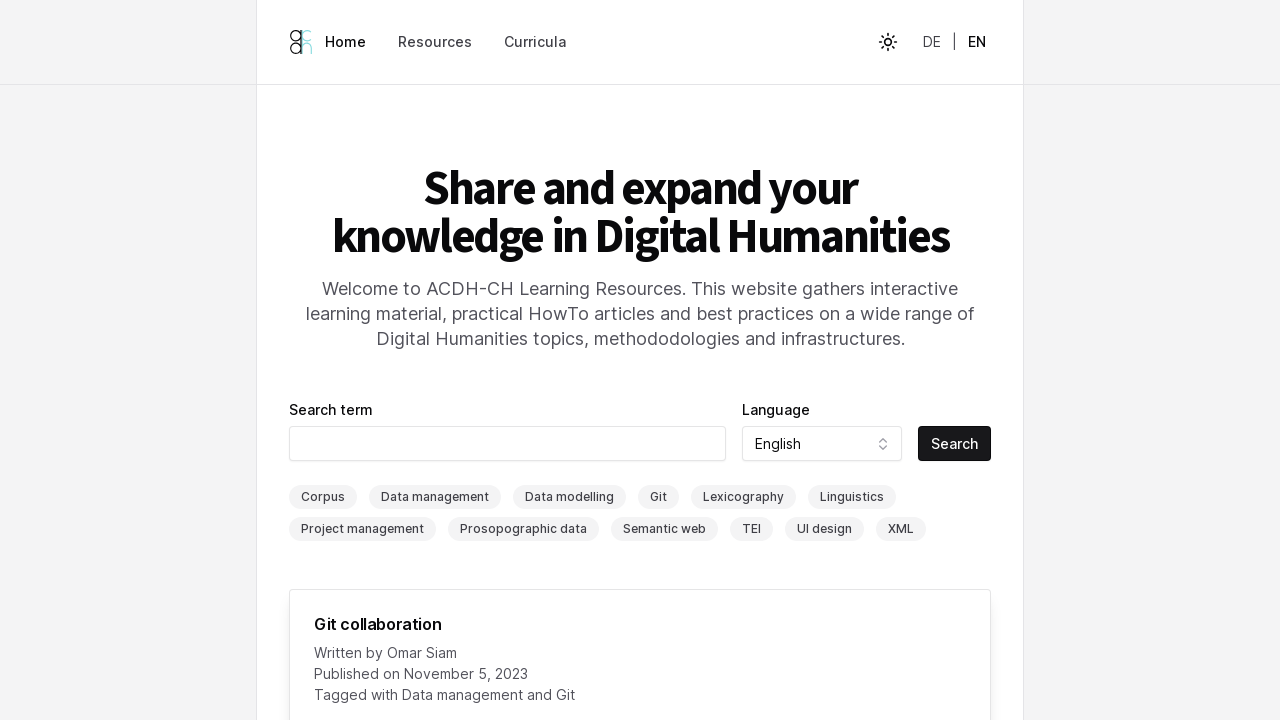 Home Resources Curricula DE | EN
Share and expand your
knowledge in Digital Humanities
Welcome to ACDH-CH Learning Resources. This website gathers interactive
learning material, practical HowTo articles and best practices on a wide range of
Digital Humanities topics, methododologies and infrastructures.
Search term Language
English Search
Corpus Data management Data modelling Git Lexicography Linguistics
Project management Prosopographic data Semantic web TEI UI design XML
Git collaboration
Written by Omar Siam
Published on November 5, 2023
Tagged with Data management and Git